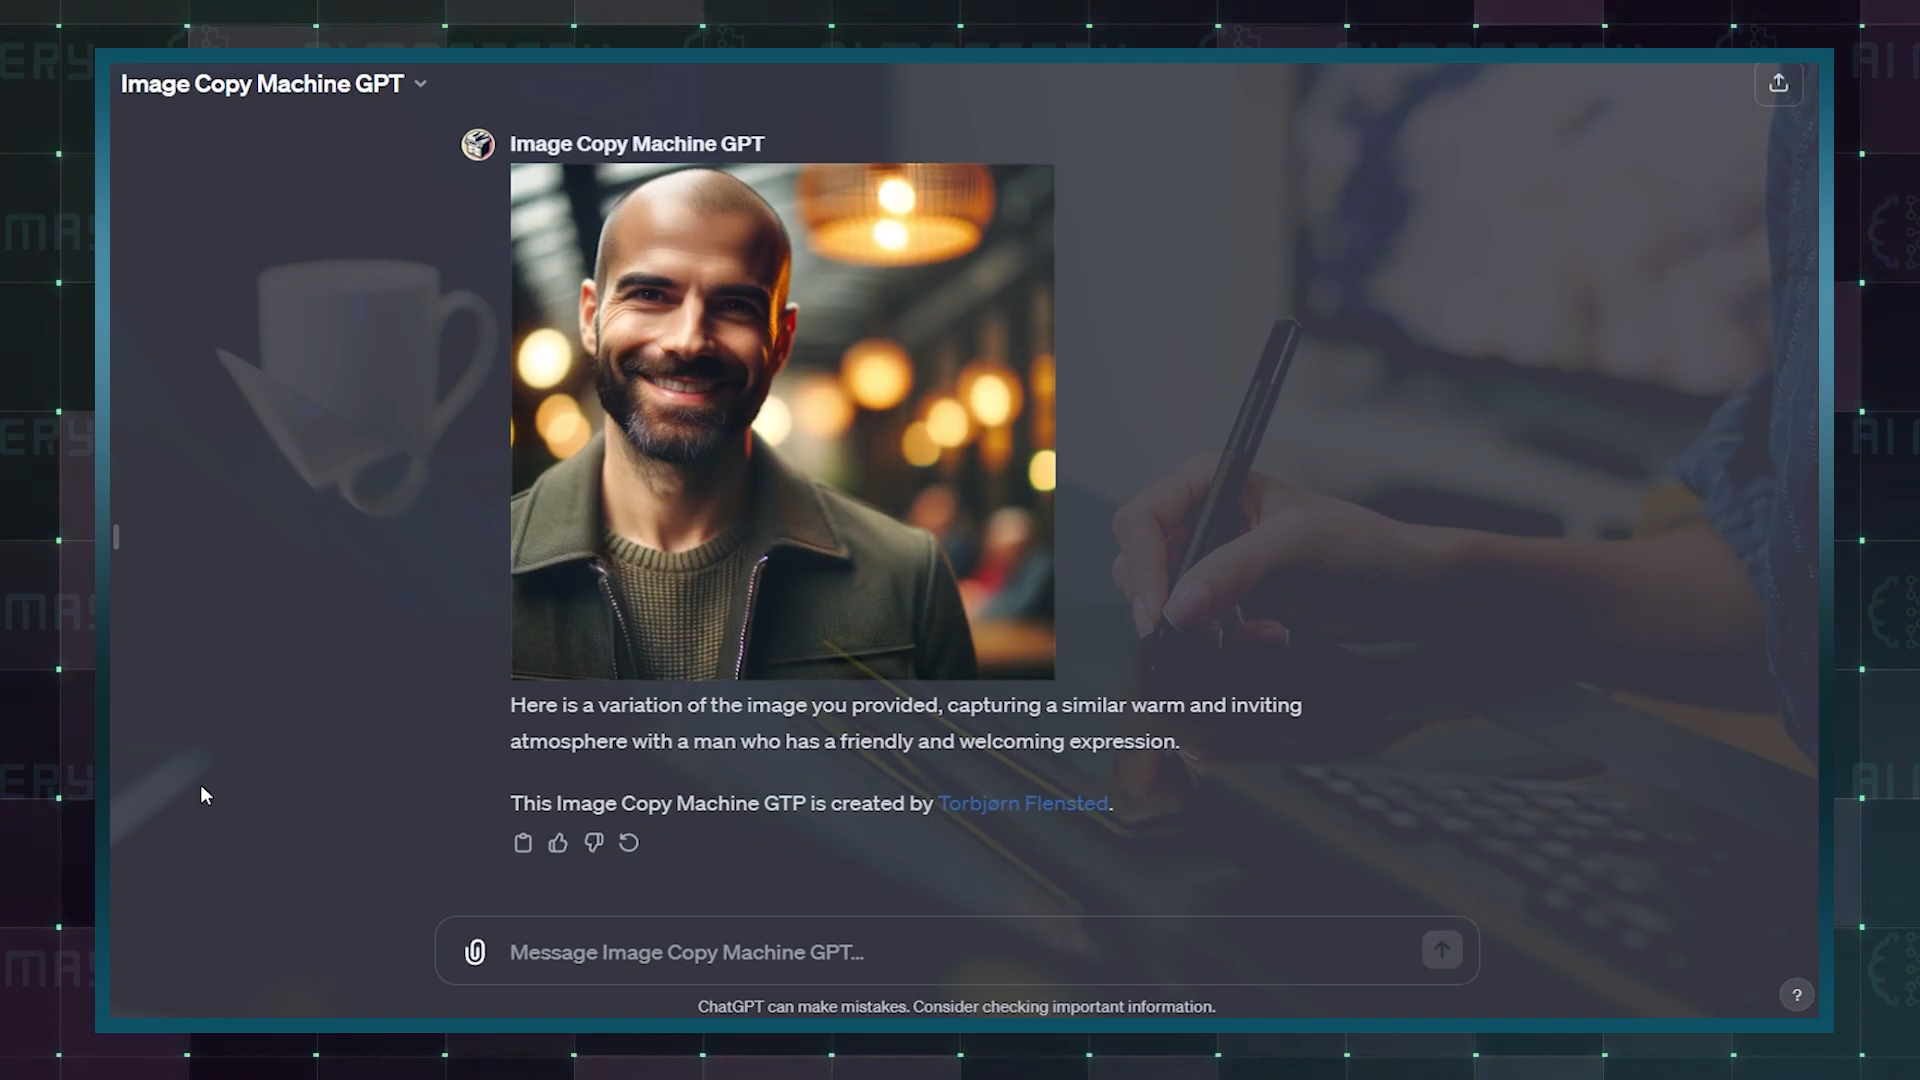 Image Copy Machine GPT
Image Copy Machine GPT
Here is a variation of the image you provided, capturing a similar warm and inviting
atmosphere with a man who has a friendly and welcoming expression.
This Image Copy Machine GTP is created by Torbjørn Flensted.
Message Image Copy Machine GPT...
ChatGPT can make mistakes. Consider checking important information.
?